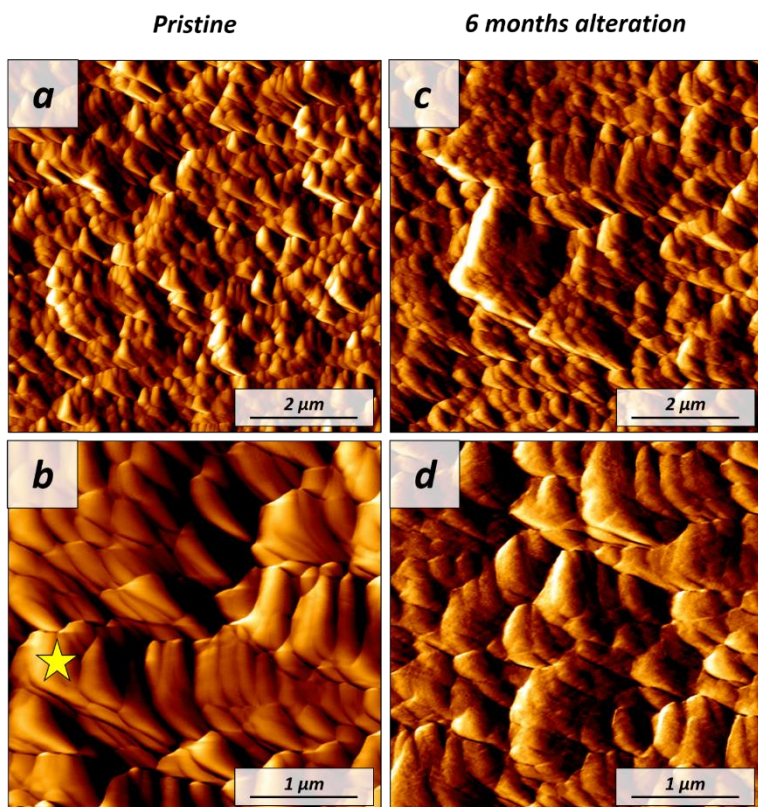 Pristine
6 months alteration
a
c
2 μm
2 μm
b
d
1 μm
1 μm